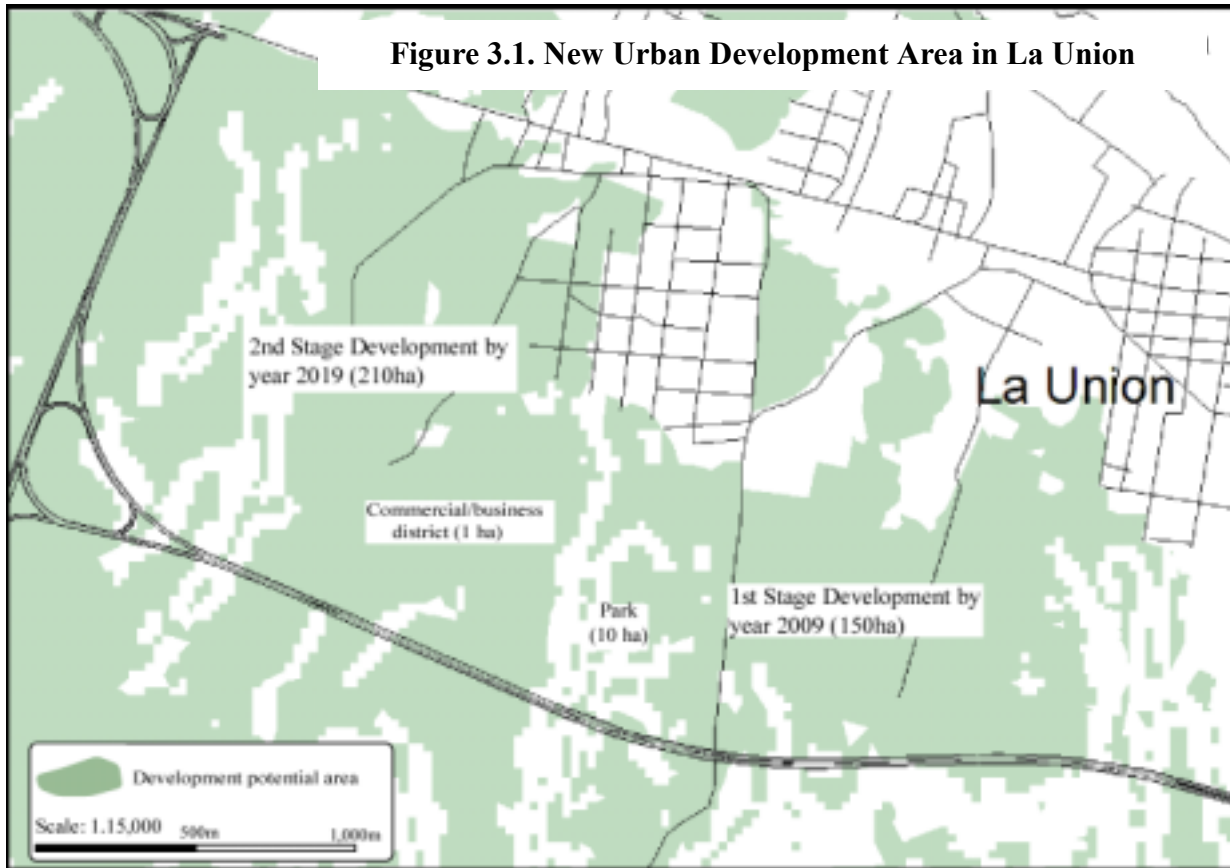 Figure 3.1. New Urban Development Area in La Union
2nd Stage Development by
year 2019 (210ha)
La Union
Commercial/business
district (1 ha)
Park
(10 ha)
1st Stage Development by
year 2009 (150ha)
Development potential area
Scale: 1.15,000 500m 1,000m